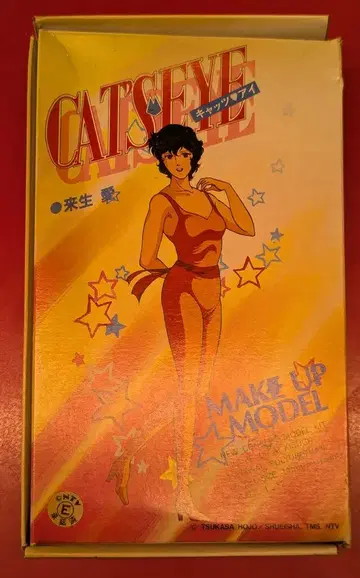 CAT'S EYE
キャッツ♥アイ
●来生 愛
MAKE UP
MODEL
©NTV
E
© TSUKASA HOJO / SHUEISHA, TMS, NTV